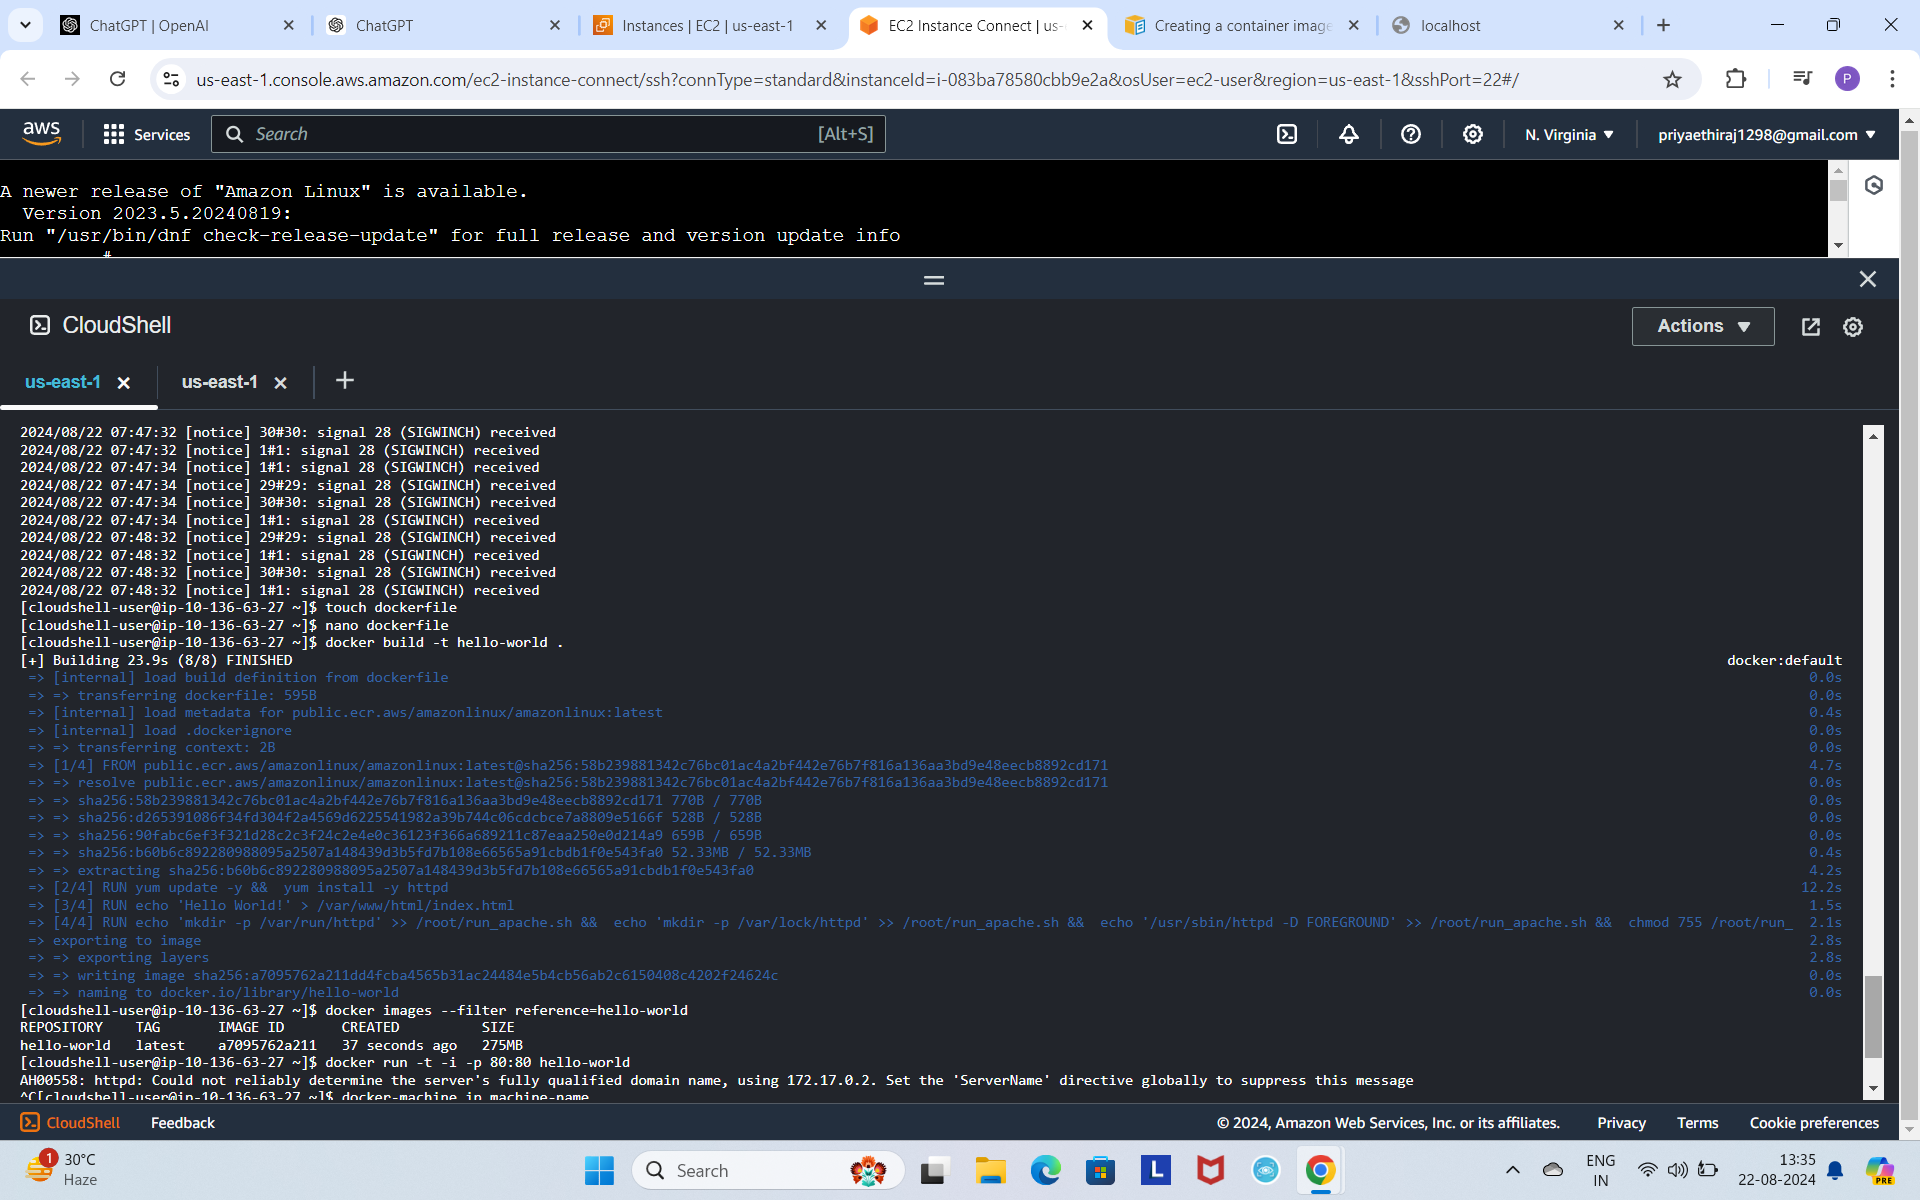 ChatGPT | OpenAI
ChatGPT
Instances | EC2 | us-east-1
EC2 Instance Connect | us-
Creating a container image
localhost
us-east-1.console.aws.amazon.com/ec2-instance-connect/ssh?connType=standard&instanceId=i-083ba78580cbb9e2a&osUser=ec2-user&region=us-east-1&sshPort=22#/
P
aws
Services
Search
[Alt+S]
N. Virginia
priyaethiraj1298@gmail.com
A newer release of "Amazon Linux" is available.
Version 2023.5.20240819:
Run "/usr/bin/dnf check-release-update" for full release and version update info
#
CloudShell
Actions
us-east-1
us-east-1
2024/08/22 07:47:32 [notice] 30#30: signal 28 (SIGWINCH) received
2024/08/22 07:47:32 [notice] 1#1: signal 28 (SIGWINCH) received
2024/08/22 07:47:34 [notice] 1#1: signal 28 (SIGWINCH) received
2024/08/22 07:47:34 [notice] 29#29: signal 28 (SIGWINCH) received
2024/08/22 07:47:34 [notice] 30#30: signal 28 (SIGWINCH) received
2024/08/22 07:47:34 [notice] 1#1: signal 28 (SIGWINCH) received
2024/08/22 07:48:32 [notice] 29#29: signal 28 (SIGWINCH) received
2024/08/22 07:48:32 [notice] 1#1: signal 28 (SIGWINCH) received
2024/08/22 07:48:32 [notice] 30#30: signal 28 (SIGWINCH) received
2024/08/22 07:48:32 [notice] 1#1: signal 28 (SIGWINCH) received
[cloudshell-user@ip-10-136-63-27 ~]$ touch dockerfile
[cloudshell-user@ip-10-136-63-27 ~]$ nano dockerfile
[cloudshell-user@ip-10-136-63-27 ~]$ docker build -t hello-world .
[+] Building 23.9s (8/8) FINISHED docker:default
=> [internal] load build definition from dockerfile 0.0s
=> => transferring dockerfile: 595B 0.0s
=> [internal] load metadata for public.ecr.aws/amazonlinux/amazonlinux:latest 0.4s
=> [internal] load .dockerignore 0.0s
=> => transferring context: 2B 0.0s
=> [1/4] FROM public.ecr.aws/amazonlinux/amazonlinux:latest@sha256:58b239881342c76bc01ac4a2bf442e76b7f816a136aa3bd9e48eecb8892cd171 4.7s
=> => resolve public.ecr.aws/amazonlinux/amazonlinux:latest@sha256:58b239881342c76bc01ac4a2bf442e76b7f816a136aa3bd9e48eecb8892cd171 0.0s
=> => sha256:58b239881342c76bc01ac4a2bf442e76b7f816a136aa3bd9e48eecb8892cd171 770B / 770B 0.0s
=> => sha256:d265391086f34fd304f2a4569d6225541982a39b744c06cdcbce7a8809e5166f 528B / 528B 0.0s
=> => sha256:90fabc6ef3f321d28c2c3f24c2e4e0c36123f366a689211c87eaa250e0d214a9 659B / 659B 0.0s
=> => sha256:b60b6c892280988095a2507a148439d3b5fd7b108e66565a91cbdb1f0e543fa0 52.33MB / 52.33MB 0.4s
=> => extracting sha256:b60b6c892280988095a2507a148439d3b5fd7b108e66565a91cbdb1f0e543fa0 4.2s
=> [2/4] RUN yum update -y &&  yum install -y httpd 12.2s
=> [3/4] RUN echo 'Hello World!' > /var/www/html/index.html 1.5s
=> [4/4] RUN echo 'mkdir -p /var/run/httpd' >> /root/run_apache.sh &&  echo 'mkdir -p /var/lock/httpd' >> /root/run_apache.sh &&  echo '/usr/sbin/httpd -D FOREGROUND' >> /root/run_apache.sh &&  chmod 755 /root/run_ 2.1s
=> exporting to image 2.8s
=> => exporting layers 2.8s
=> => writing image sha256:a7095762a211dd4fcba4565b31ac24484e5b4cb56ab2c6150408c4202f24624c 0.0s
=> => naming to docker.io/library/hello-world 0.0s
[cloudshell-user@ip-10-136-63-27 ~]$ docker images --filter reference=hello-world
REPOSITORY TAG IMAGE ID CREATED SIZE
hello-world latest a7095762a211 37 seconds ago 275MB
[cloudshell-user@ip-10-136-63-27 ~]$ docker run -t -i -p 80:80 hello-world
AH00558: httpd: Could not reliably determine the server's fully qualified domain name, using 172.17.0.2. Set the 'ServerName' directive globally to suppress this message
^C[cloudshell-user@ip-10-136-63-27 ~]$ docker-machine ip machine-name
CloudShell
Feedback
© 2024, Amazon Web Services, Inc. or its affiliates.
Privacy
Terms
Cookie preferences
1
30°C
Haze
Search
L
ENG
IN
13:35
22-08-2024
PRE